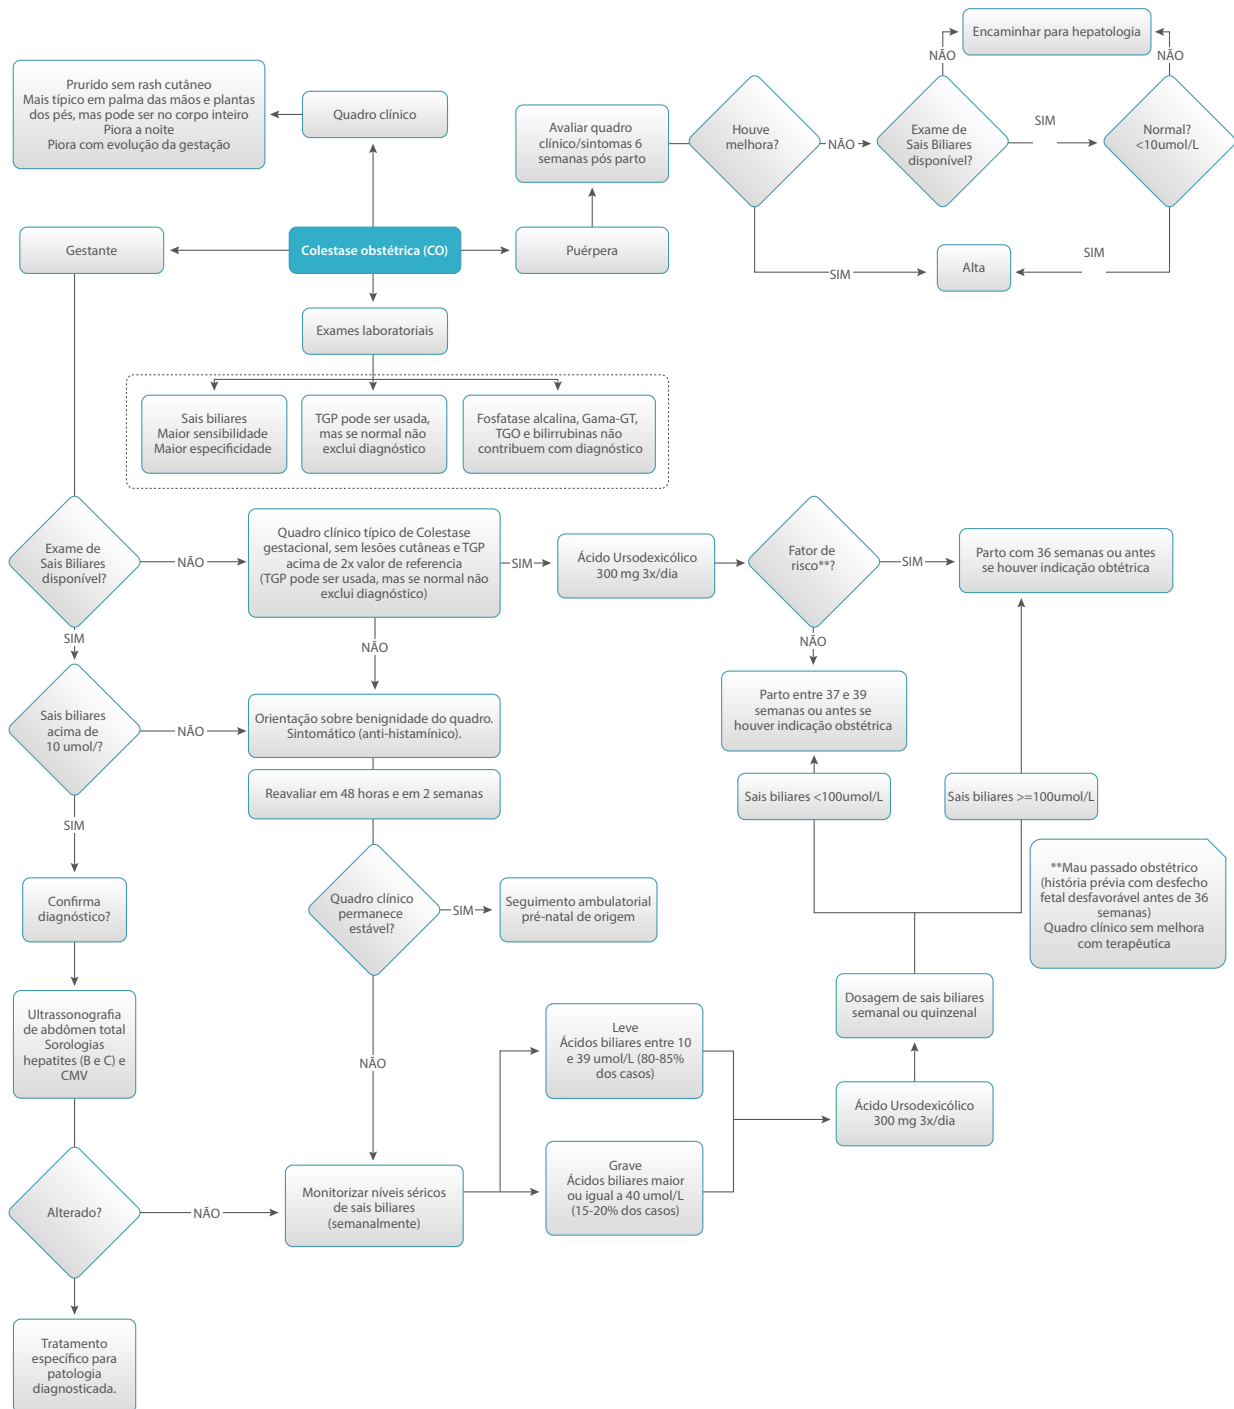 Encaminhar para hepatologia
NÃO
NÃO
Prurido sem rash cutâneo
Mais típico em palma das mãos e plantas
dos pés, mas pode ser no corpo inteiro
Piora a noite
Piora com evolução da gestação
Quadro clínico
Avaliar quadro
clínico/sintomas 6
semanas pós parto
Houve
melhora?
NÃO
Exame de
Sais Biliares
disponível?
SIM
Normal?
<10umol/L
Gestante
Colestase obstétrica (CO)
Puérpera
SIM
Alta
SIM
Exames laboratoriais
Sais biliares
Maior sensibilidade
Maior especificidade
TGP pode ser usada,
mas se normal não
exclui diagnóstico
Fosfatase alcalina, Gama-GT,
TGO e bilirrubinas não
contribuem com diagnóstico
Exame de
Sais Biliares
disponível?
NÃO
Quadro clínico típico de Colestase
gestacional, sem lesões cutâneas e TGP
acima de 2x valor de referencia
(TGP pode ser usada, mas se normal não
exclui diagnóstico)
SIM
Ácido Ursodexicólico
300 mg 3x/dia
Fator de
risco**?
SIM
Parto com 36 semanas ou antes
se houver indicação obtétrica
SIM
NÃO
NÃO
Sais biliares
acima de
10 umol/?
NÃO
Orientação sobre benignidade do quadro.
Sintomático (anti-histamínico).
Parto entre 37 e 39
semanas ou antes se
houver indicação obstétrica
Reavaliar em 48 horas e em 2 semanas
Sais biliares <100umol/L
Sais biliares >=100umol/L
SIM
**Mau passado obstétrico
(história prévia com desfecho
fetal desfavorável antes de 36
semanas)
Quadro clínico sem melhora
com terapêutica
Confirma
diagnóstico?
Quadro clínico
permanece
estável?
SIM
Seguimento ambulatorial
pré-natal de origem
Dosagem de sais biliares
semanal ou quinzenal
Ultrassonografia
de abdômen total
Sorologias
hepatites (B e C) e
CMV
NÃO
Leve
Ácidos biliares entre 10
e 39 umol/L (80-85%
dos casos)
Ácido Ursodexicólico
300 mg 3x/dia
Alterado?
NÃO
Monitorizar níveis séricos
de sais biliares
(semanalmente)
Grave
Ácidos biliares maior
ou igual a 40 umol/L
(15-20% dos casos)
Tratamento
específico para
patologia
diagnosticada.